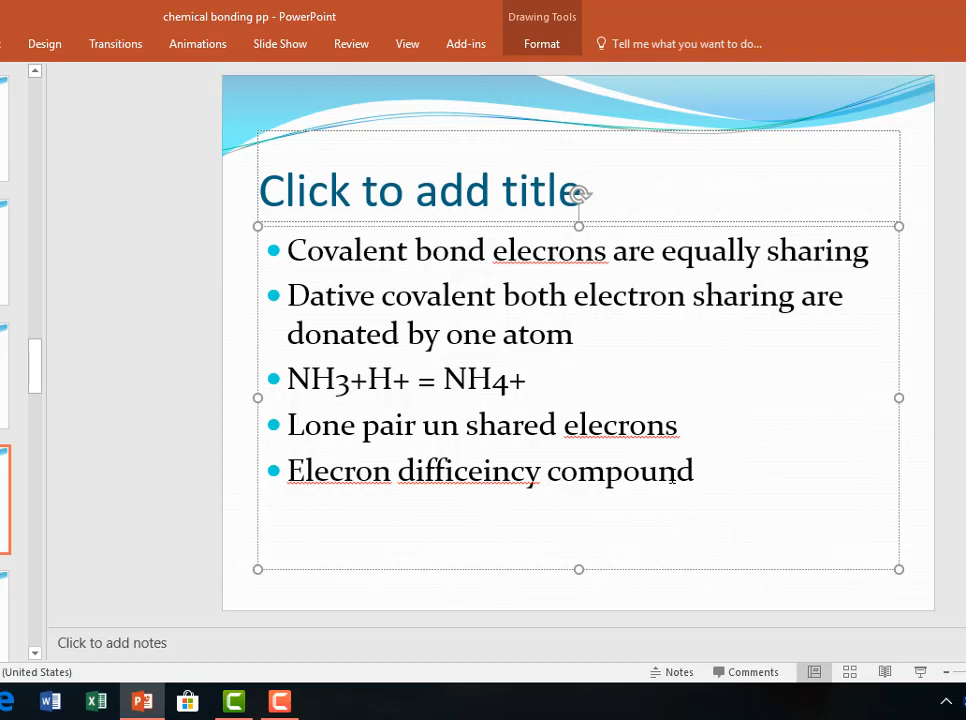 chemical bonding pp - PowerPoint
Drawing Tools
Design Transitions Animations Slide Show Review View Add-ins Format Tell me what you want to do...
Click to add title
Covalent bond elecrons are equally sharing
Dative covalent both electron sharing are
donated by one atom
NH3+H+ = NH4+
Lone pair un shared elecrons
Elecron difficeincy compound
Click to add notes
(United States) Notes Comments